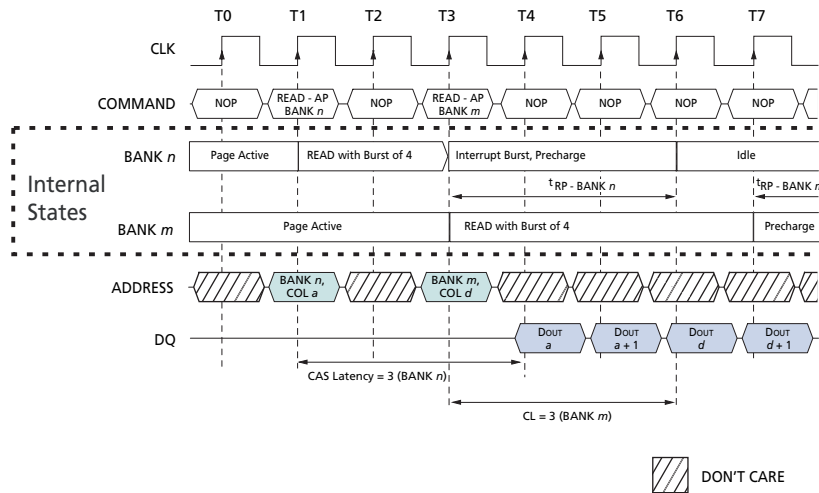 T0 T1 T2 T3 T4 T5 T6 T7
CLK
COMMAND NOP READ - AP BANK n NOP READ - AP BANK m NOP NOP NOP NOP
BANK n Page Active READ with Burst of 4 Interrupt Burst, Precharge Idle
Internal States
tRP - BANK n tRP - BANK m
BANK m Page Active READ with Burst of 4 Precharge
ADDRESS BANK n, COL a BANK m, COL d
DQ DOUT a DOUT a + 1 DOUT d DOUT d + 1
CAS Latency = 3 (BANK n)
CL = 3 (BANK m)
DON'T CARE